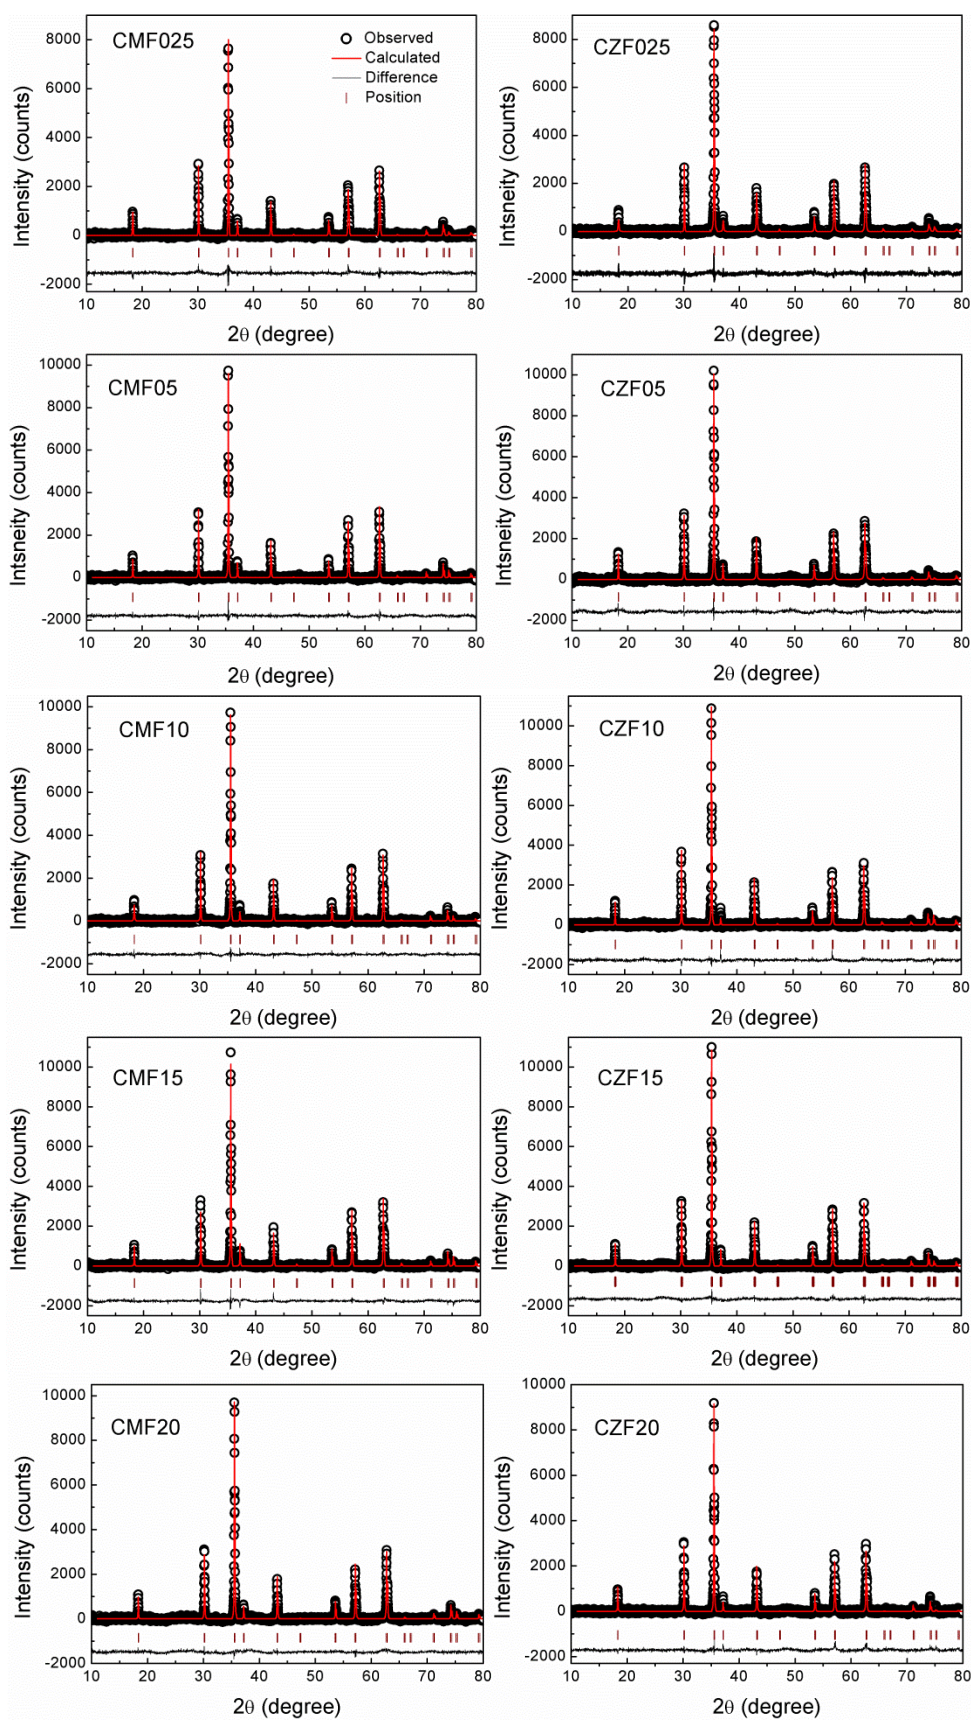 CMF025
Observed
Calculated
Difference
Position
Intensity (counts)
8000
6000
4000
2000
0
-2000
10 20 30 40 50 60 70 80
2θ (degree)
CZF025
Intsneity (counts)
8000
6000
4000
2000
0
-2000
10 20 30 40 50 60 70 80
2θ (degree)
CMF05
Intsneity (counts)
10000
8000
6000
4000
2000
0
-2000
10 20 30 40 50 60 70 80
2θ (degree)
CZF05
Intsneity (counts)
10000
8000
6000
4000
2000
0
-2000
10 20 30 40 50 60 70 80
2θ (degree)
CMF10
Intensity (counts)
10000
8000
6000
4000
2000
0
-2000
10 20 30 40 50 60 70 80
2θ (degree)
CZF10
Intensity (counts)
10000
8000
6000
4000
2000
0
-2000
10 20 30 40 50 60 70 80
2θ (degree)
CMF15
Intensity (counts)
10000
8000
6000
4000
2000
0
-2000
10 20 30 40 50 60 70 80
2θ (degree)
CZF15
Intensity (counts)
10000
8000
6000
4000
2000
0
-2000
10 20 30 40 50 60 70 80
2θ (degree)
CMF20
Intensity (counts)
10000
8000
6000
4000
2000
0
-2000
10 20 30 40 50 60 70 80
2θ (degree)
CZF20
Intensity (counts)
10000
8000
6000
4000
2000
0
-2000
10 20 30 40 50 60 70 80
2θ (degree)